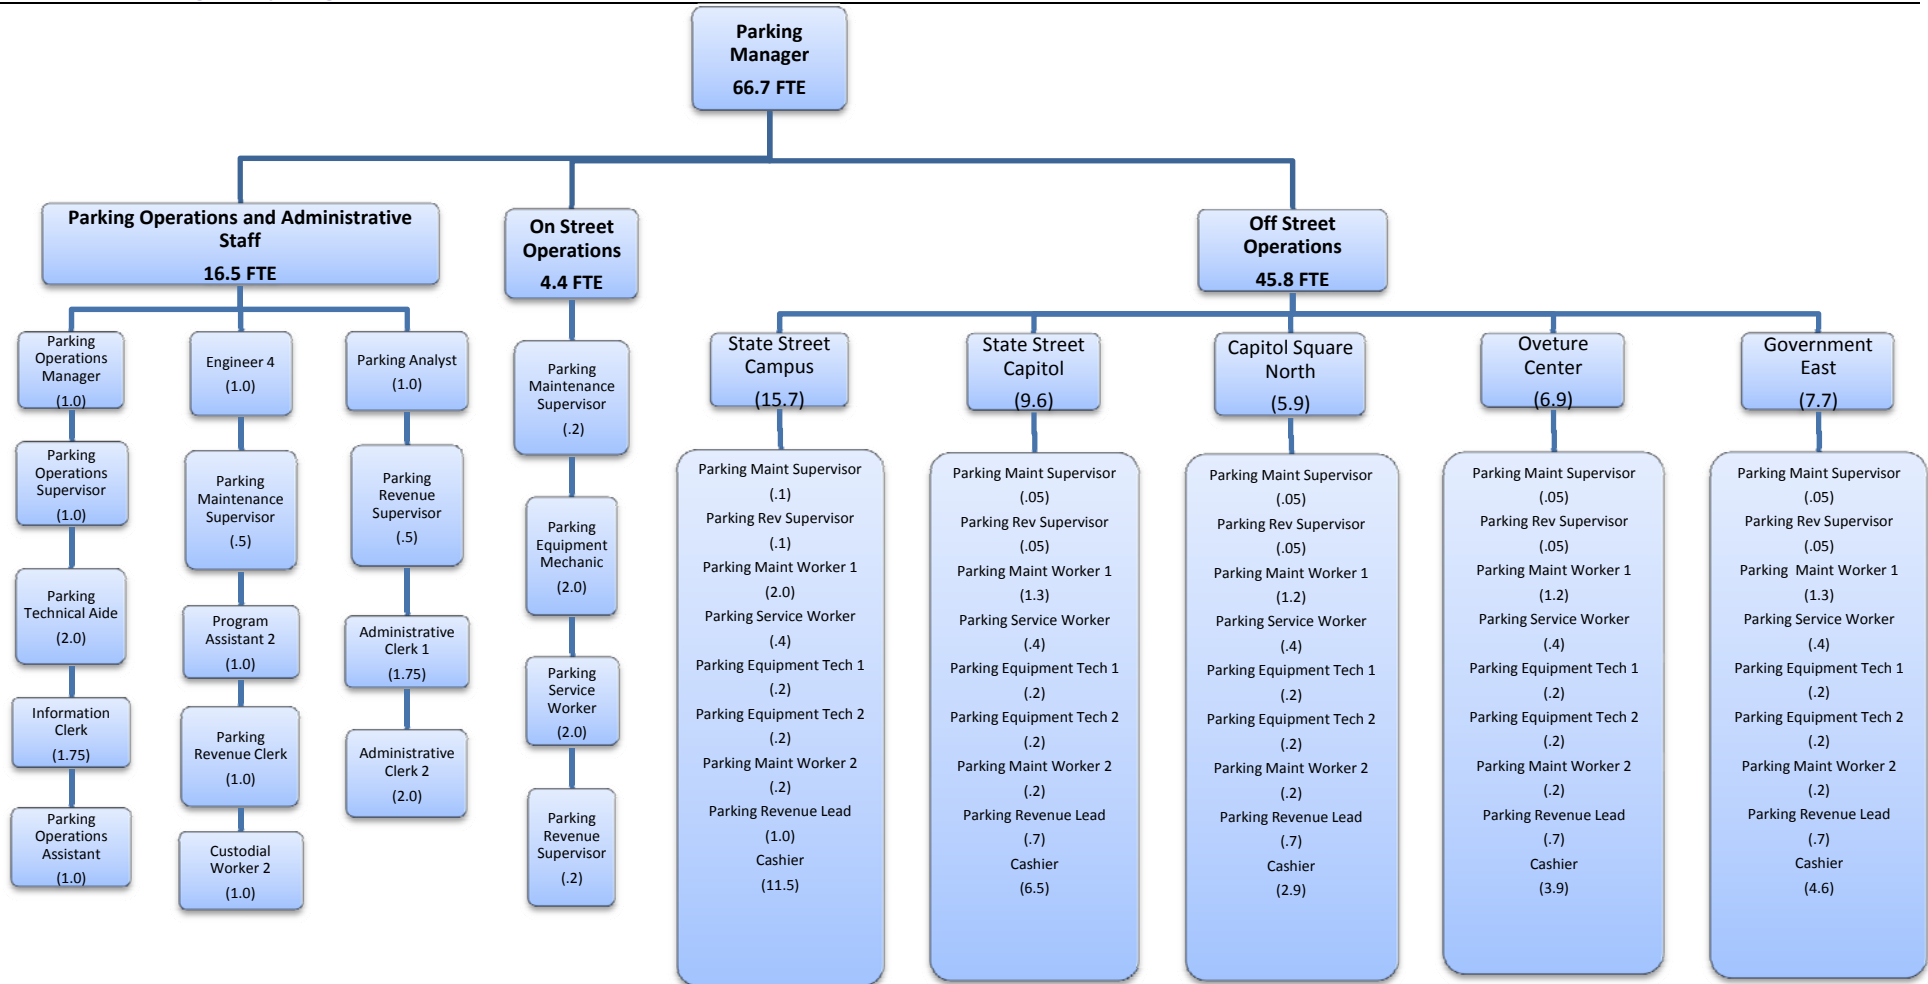 Parking
Manager
66.7 FTE
Parking Operations and Administrative
Staff
16.5 FTE
On Street
Operations
4.4 FTE
Off Street
Operations
45.8 FTE
Parking
Operations
Manager
(1.0)
Parking
Operations
Supervisor
(1.0)
Parking
Technical Aide
(2.0)
Information
Clerk
(1.75)
Parking
Operations
Assistant
(1.0)
Engineer 4
(1.0)
Parking
Maintenance
Supervisor
(.5)
Program
Assistant 2
(1.0)
Parking
Revenue Clerk
(1.0)
Custodial
Worker 2
(1.0)
Parking Analyst
(1.0)
Parking
Revenue
Supervisor
(.5)
Administrative
Clerk 1
(1.75)
Administrative
Clerk 2
(2.0)
Parking
Maintenance
Supervisor
(.2)
Parking
Equipment
Mechanic
(2.0)
Parking
Service
Worker
(2.0)
Parking
Revenue
Supervisor
(.2)
State Street
Campus
(15.7)
Parking Maint Supervisor
(.1)
Parking Rev Supervisor
(.1)
Parking Maint Worker 1
(2.0)
Parking Service Worker
(.4)
Parking Equipment Tech 1
(.2)
Parking Equipment Tech 2
(.2)
Parking Maint Worker 2
(.2)
Parking Revenue Lead
(1.0)
Cashier
(11.5)
State Street
Capitol
(9.6)
Parking Maint Supervisor
(.05)
Parking Rev Supervisor
(.05)
Parking Maint Worker 1
(1.3)
Parking Service Worker
(.4)
Parking Equipment Tech 1
(.2)
Parking Equipment Tech 2
(.2)
Parking Maint Worker 2
(.2)
Parking Revenue Lead
(.7)
Cashier
(6.5)
Capitol Square
North
(5.9)
Parking Maint Supervisor
(.05)
Parking Rev Supervisor
(.05)
Parking Maint Worker 1
(1.2)
Parking Service Worker
(.4)
Parking Equipment Tech 1
(.2)
Parking Equipment Tech 2
(.2)
Parking Maint Worker 2
(.2)
Parking Revenue Lead
(.7)
Cashier
(2.9)
Oveture
Center
(6.9)
Parking Maint Supervisor
(.05)
Parking Rev Supervisor
(.05)
Parking Maint Worker 1
(1.2)
Parking Service Worker
(.4)
Parking Equipment Tech 1
(.2)
Parking Equipment Tech 2
(.2)
Parking Maint Worker 2
(.2)
Parking Revenue Lead
(.7)
Cashier
(3.9)
Government
East
(7.7)
Parking Maint Supervisor
(.05)
Parking Rev Supervisor
(.05)
Parking  Maint Worker 1
(1.3)
Parking Service Worker
(.4)
Parking Equipment Tech 1
(.2)
Parking Equipment Tech 2
(.2)
Parking Maint Worker 2
(.2)
Parking Revenue Lead
(.7)
Cashier
(4.6)